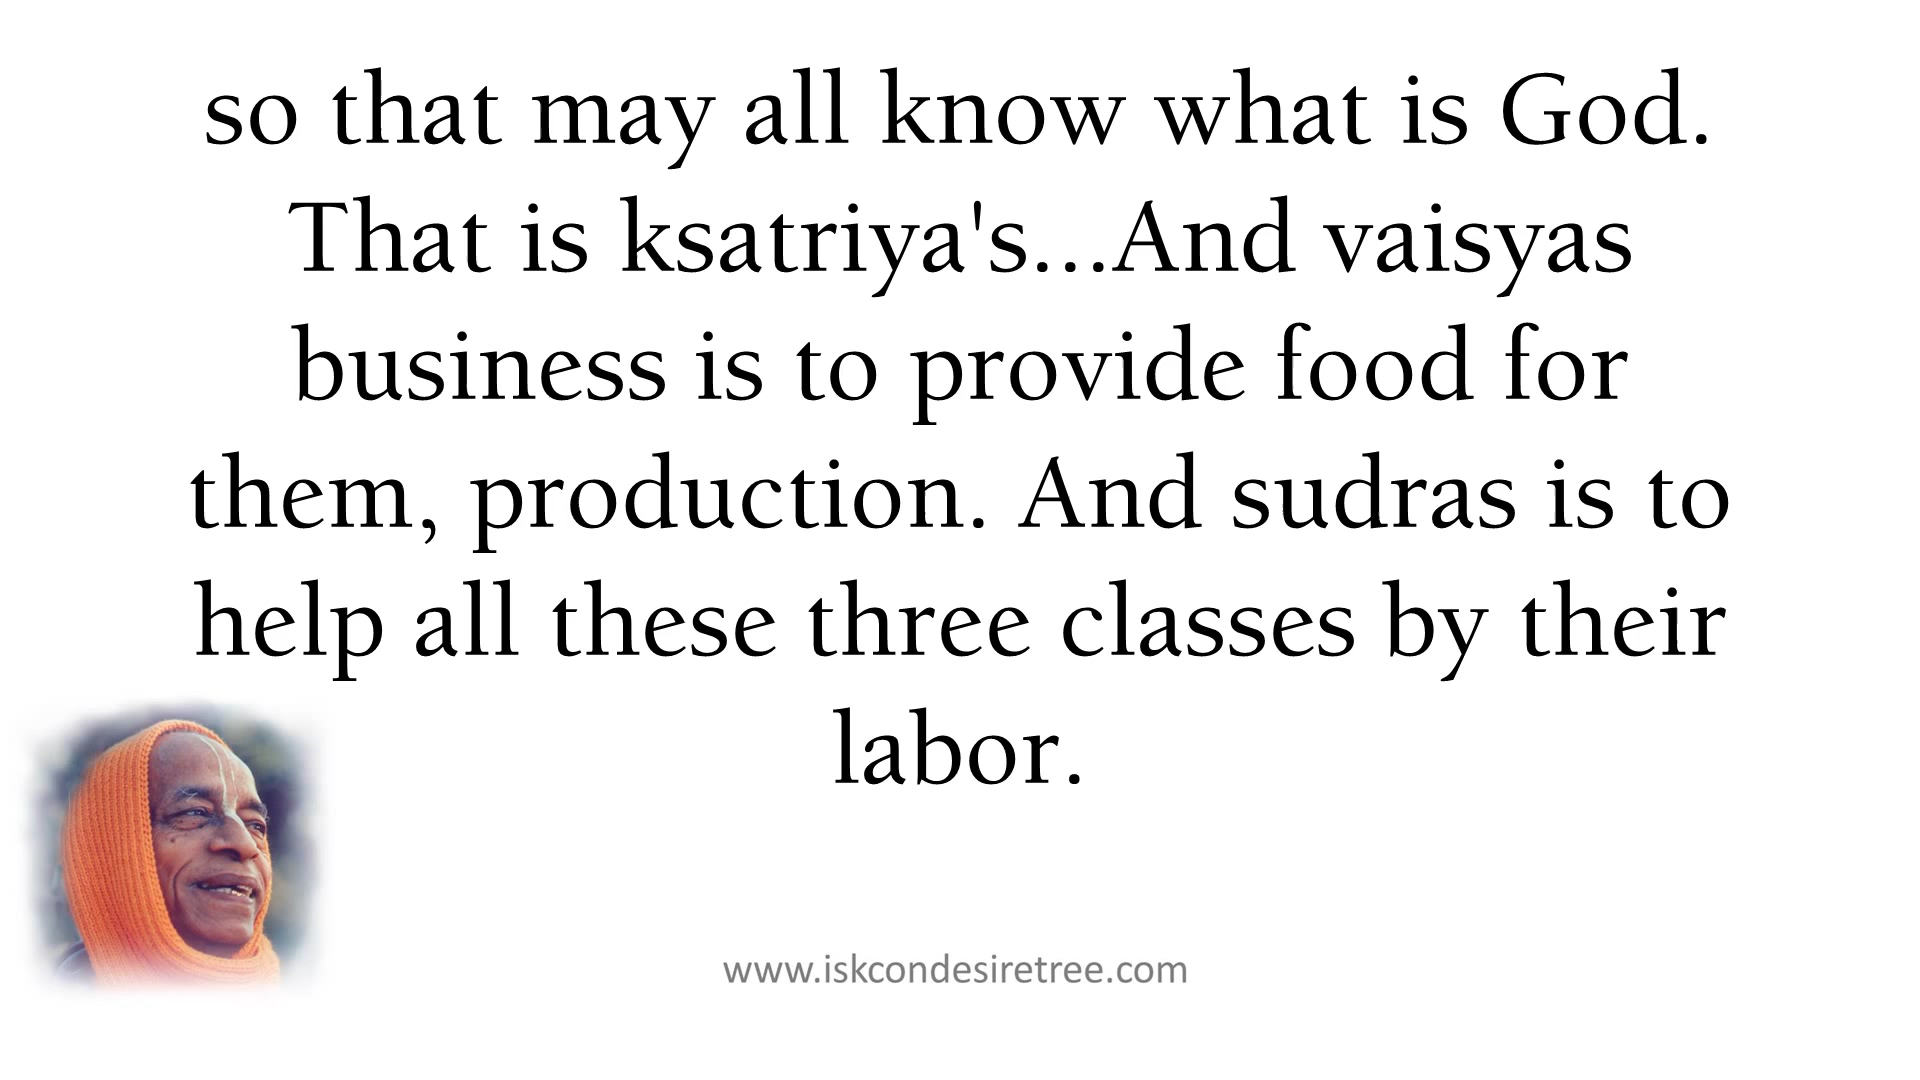 so that may all know what is God.
That is ksatriya's...And vaisyas
business is to provide food for
them, production. And sudras is to
help all these three classes by their
labor.
www.iskcondesiretree.com